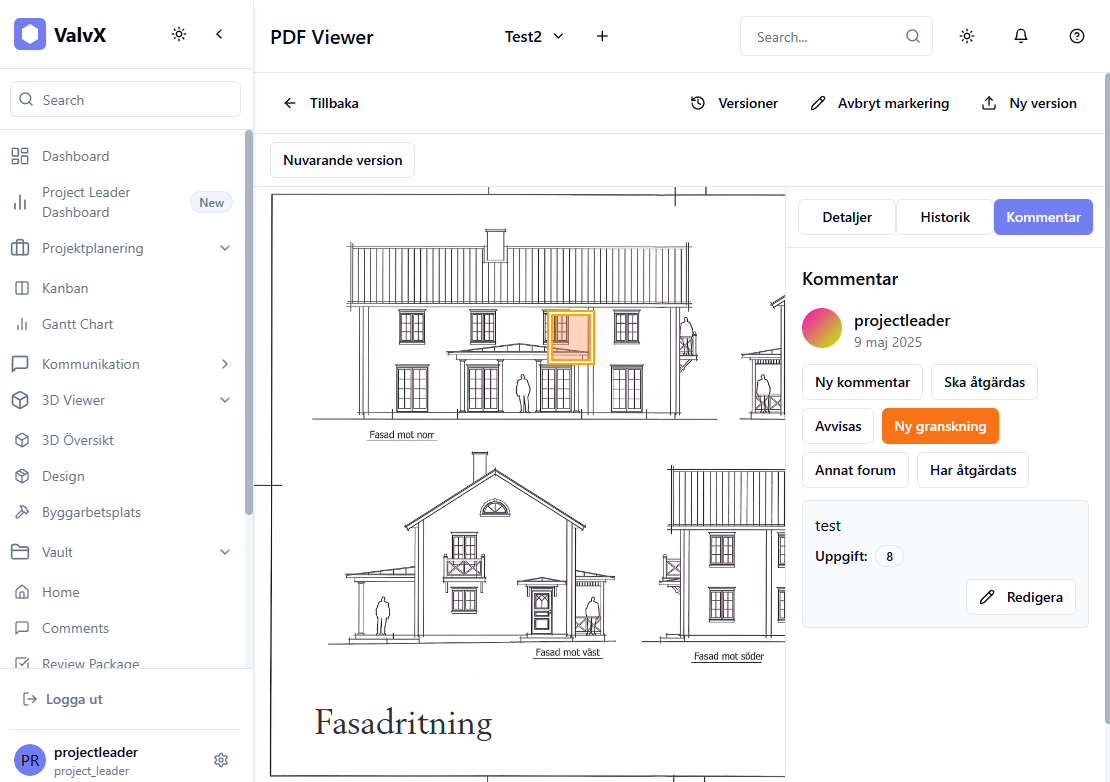 ValvX
PDF Viewer
Test2
Search...
Search
Tillbaka
Versioner
Avbryt markering
Ny version
Nuvarande version
Dashboard
Project Leader
Dashboard
New
Projektplanering
Kanban
Gantt Chart
Kommunikation
3D Viewer
3D Översikt
Design
Byggarbetsplats
Vault
Home
Comments
Review Package
Logga ut
PR
projectleader
project_leader
Fasad mot norr
Fasad mot väst
Fasad mot söder
Fasadritning
Detaljer
Historik
Kommentar
Kommentar
projectleader
9 maj 2025
Ny kommentar
Ska åtgärdas
Avvisas
Ny granskning
Annat forum
Har åtgärdats
test
Uppgift: 8
Redigera